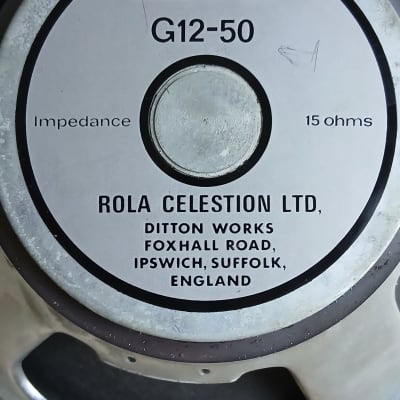 G12-50
Impedance 15 ohms
ROLA CELESTION LTD,
DITTON WORKS
FOXHALL ROAD,
IPSWICH, SUFFOLK,
ENGLAND